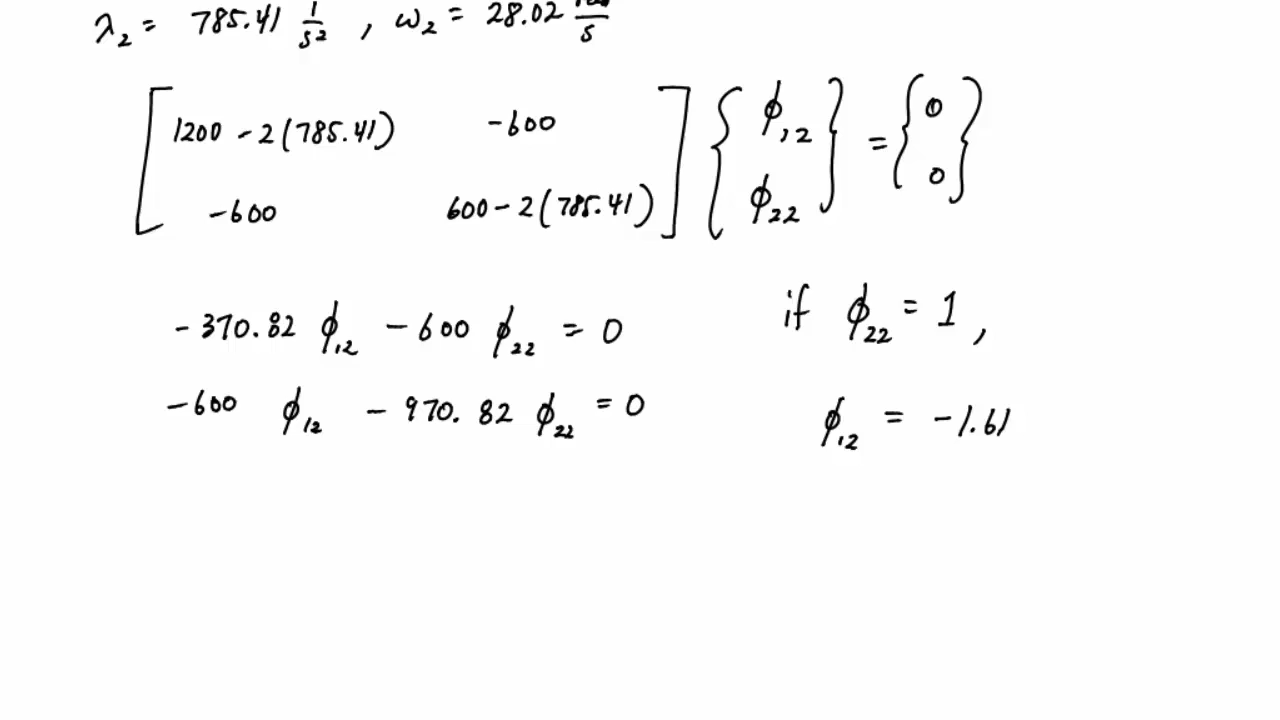 λ₂ = 785.41 1/s², ω₂ = 28.02 rad/s
[1200 - 2(785.41)   -600] {ϕ₁₂} = {0}
[-600   600 - 2(785.41)] {ϕ₂₂} {0}
-370.82 ϕ₁₂ - 600 ϕ₂₂ = 0   if ϕ₂₂ = 1,
-600 ϕ₁₂ - 970.82 ϕ₂₂ = 0   ϕ₁₂ = -1.61